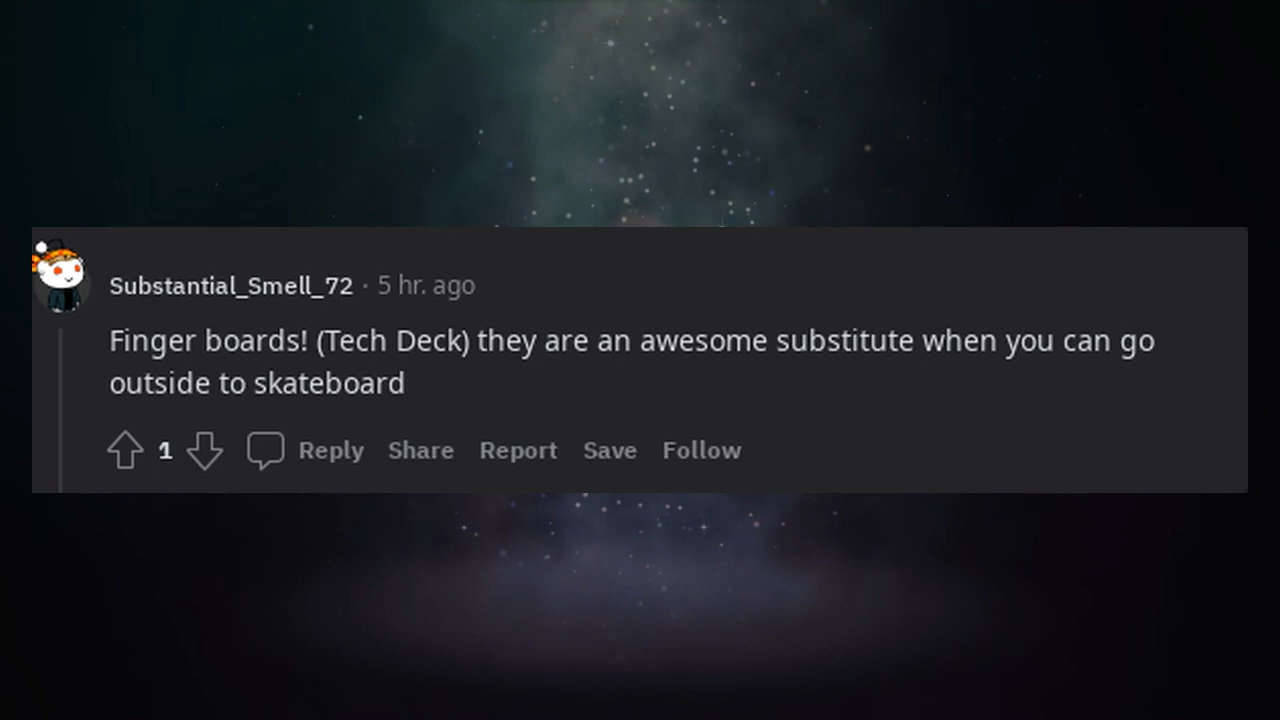 Substantial_Smell_72 · 5 hr. ago
Finger boards! (Tech Deck) they are an awesome substitute when you can go
outside to skateboard
1 Reply Share Report Save Follow